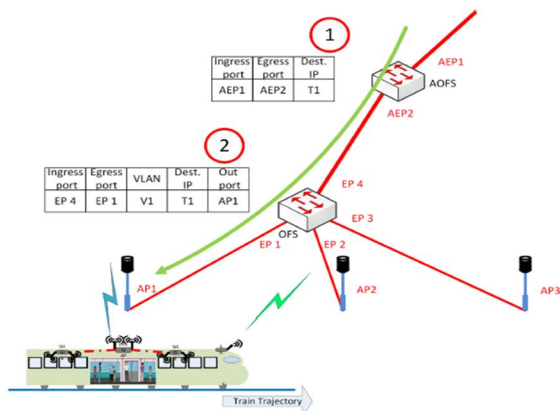 1
Ingress port Egress port Dest. IP
AEP1 AEP2 T1
AEP1
AOFS
AEP2
2
Ingress port Egress port VLAN Dest. IP Out port
EP 4 EP 1 V1 T1 AP1
EP 4
EP 3
OFS
EP 1
EP 2
AP1
AP2
AP3
AP
Train Trajectory